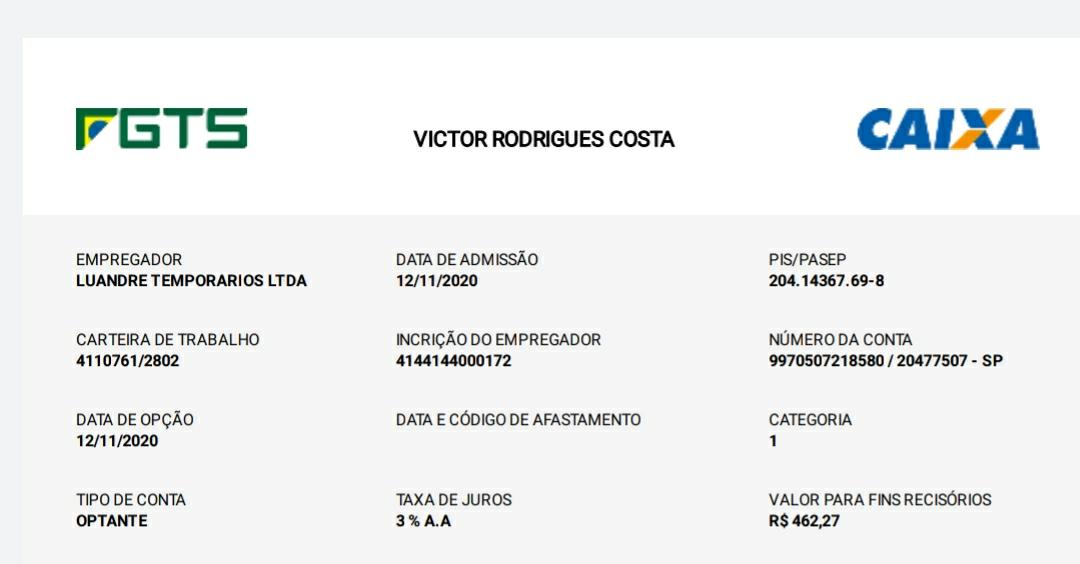 FGTS
VICTOR RODRIGUES COSTA
CAIXA
EMPREGADOR
LUANDRE TEMPORARIOS LTDA
DATA DE ADMISSÃO
12/11/2020
PIS/PASEP
204.14367.69-8
CARTEIRA DE TRABALHO
4110761/2802
INCRIÇÃO DO EMPREGADOR
4144144000172
NÚMERO DA CONTA
9970507218580 / 20477507 - SP
DATA DE OPÇÃO
12/11/2020
DATA E CÓDIGO DE AFASTAMENTO
CATEGORIA
1
TIPO DE CONTA
OPTANTE
TAXA DE JUROS
3 % A.A
VALOR PARA FINS RECISÓRIOS
R$ 462,27